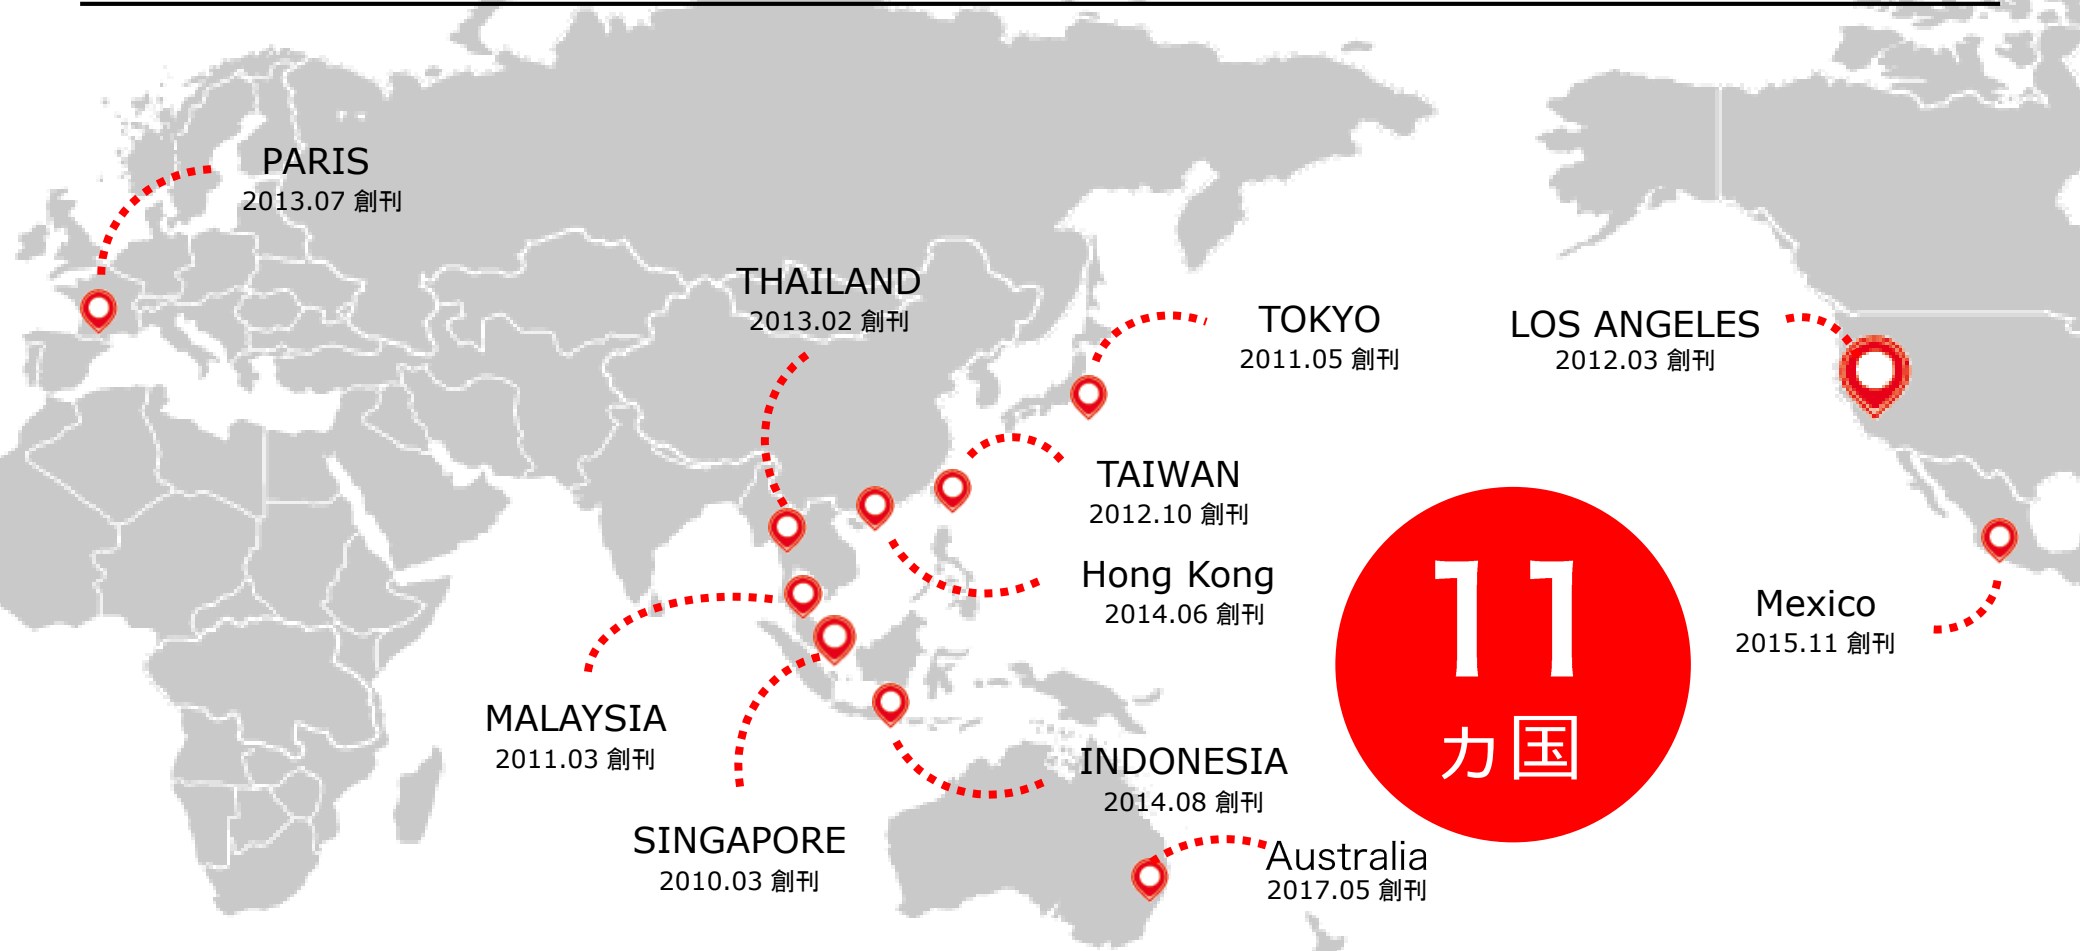 PARIS
2013.07 創刊
THAILAND
2013.02 創刊
TOKYO
2011.05 創刊
LOS ANGELES
2012.03 創刊
TAIWAN
2012.10 創刊
Hong Kong
2014.06 創刊
11
カ国
Mexico
2015.11 創刊
MALAYSIA
2011.03 創刊
INDONESIA
2014.08 創刊
SINGAPORE
2010.03 創刊
Australia
2017.05 創刊